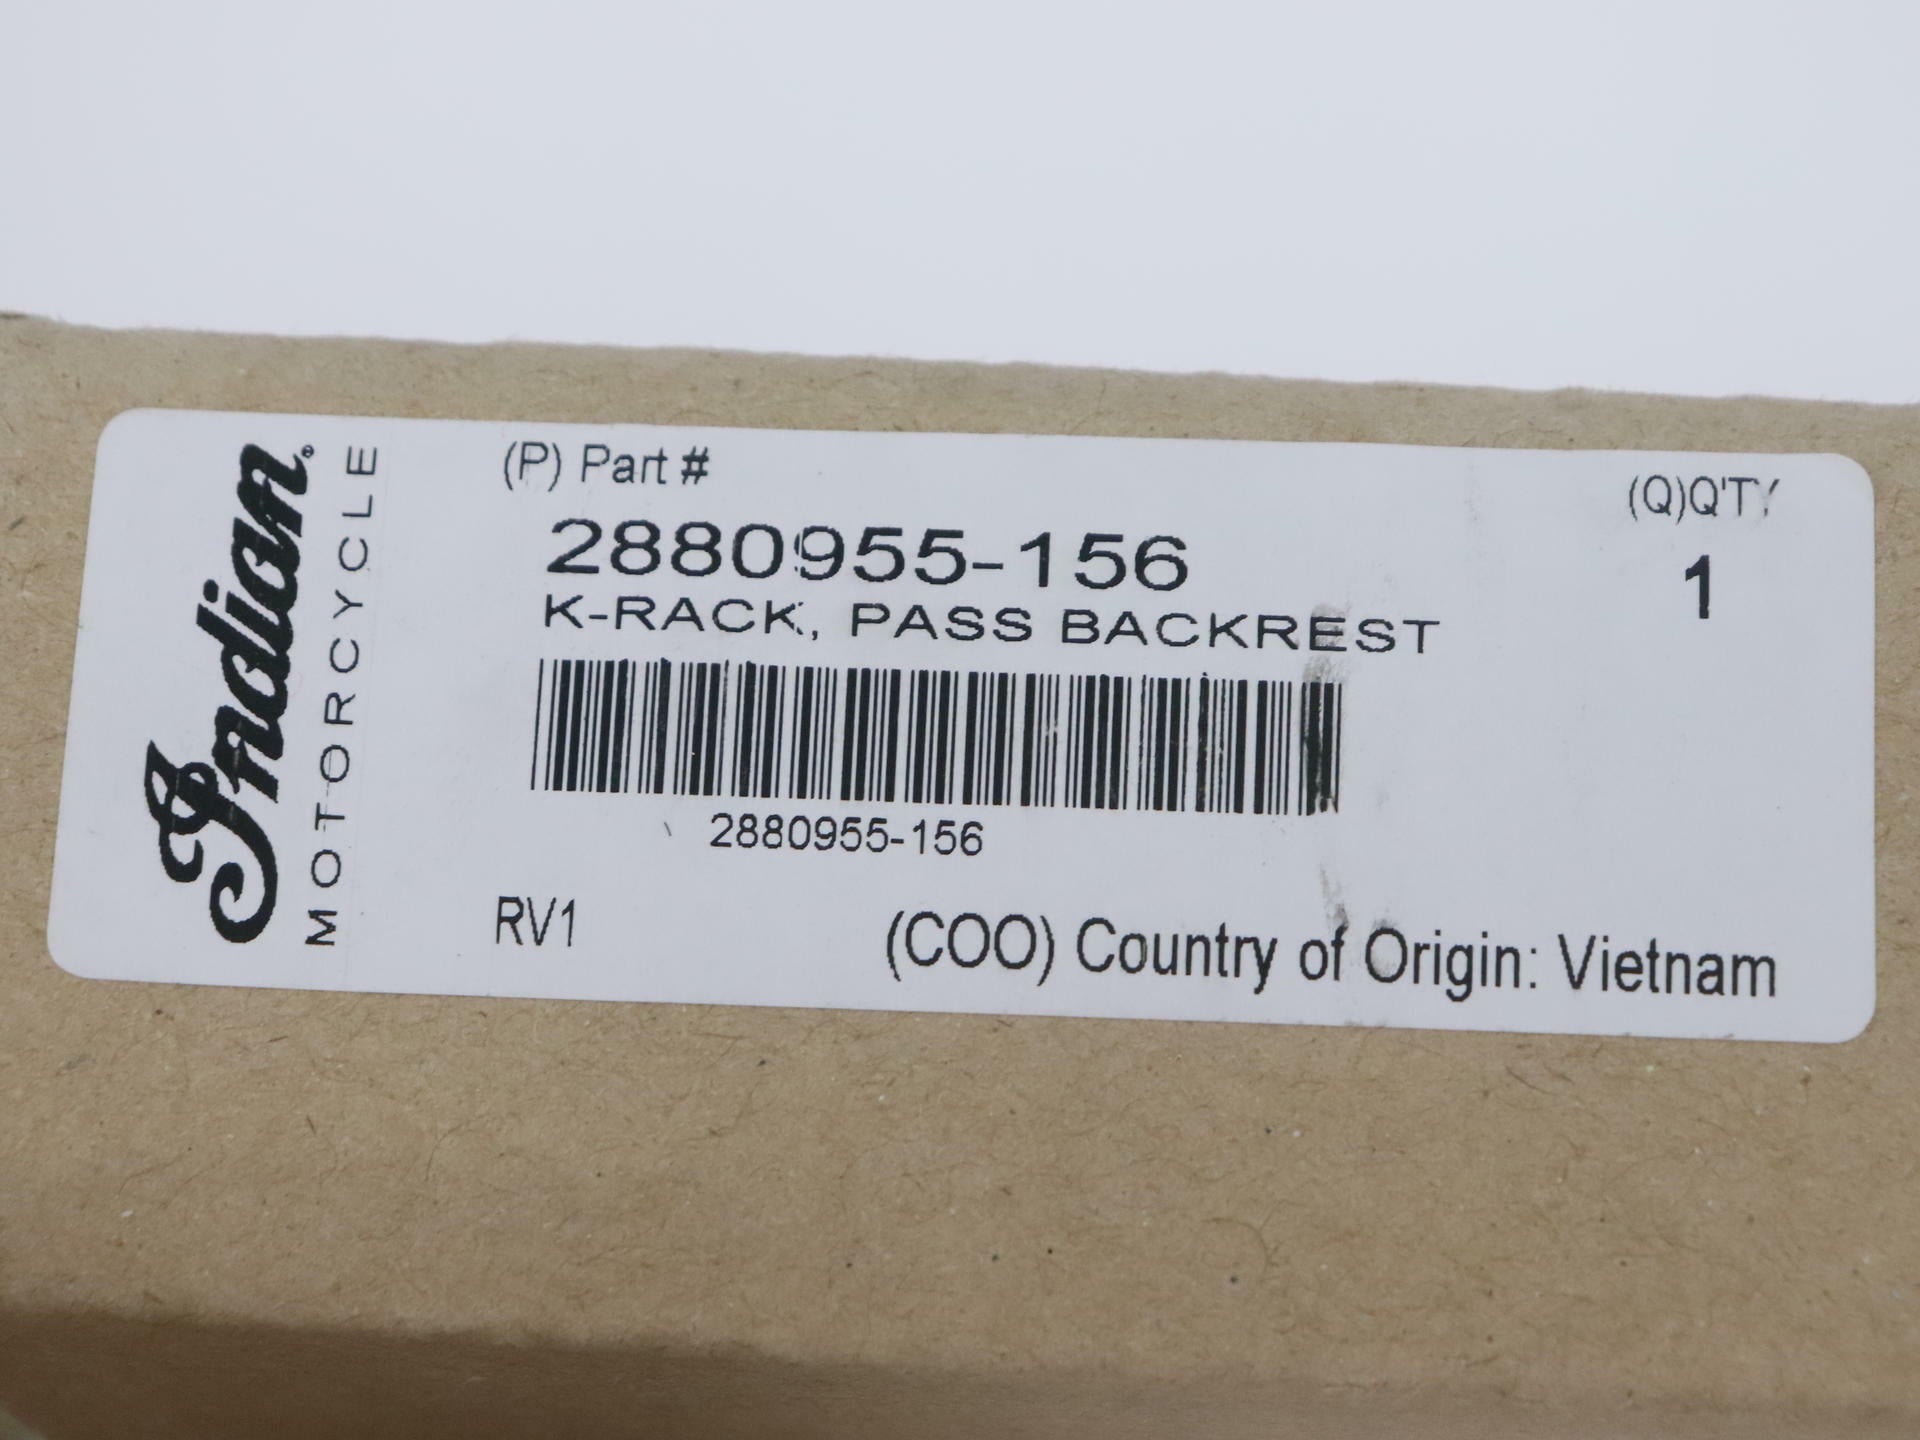 Indian®
MOTORCYCLE
(P) Part #
(Q)Q'TY
2880955-156
1
K-RACK, PASS BACKREST
2880955-156
RV1
(COO) Country of Origin: Vietnam